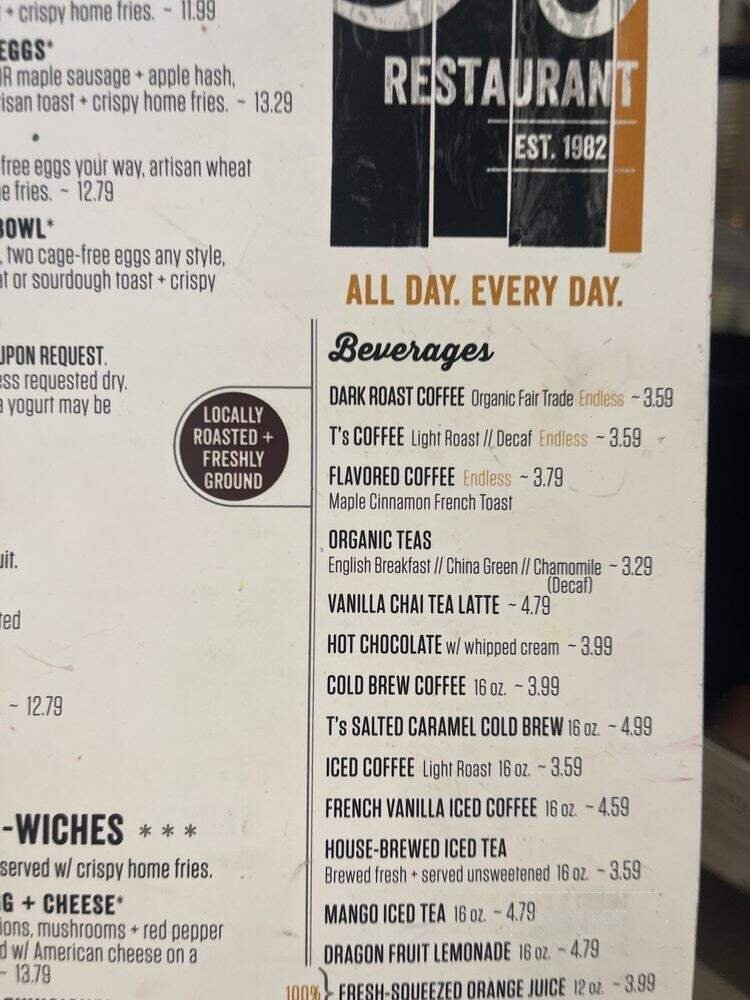 + crispy home fries. ~ 11.99
EGGS*
OR maple sausage + apple hash,
toast + crispy home fries. ~ 13.29
free eggs your way, artisan wheat
fries. ~ 12.79
BOWL*
, two cage-free eggs any style,
or sourdough toast + crispy
UPON REQUEST.
requested dry.
yogurt may be
LOCALLY
ROASTED +
FRESHLY
GROUND
~ 12.79
-WICHES ***
served w/ crispy home fries.
+ CHEESE*
mushrooms + red pepper
w/ American cheese on a
~ 13.79
RESTAURANT
EST. 1982
ALL DAY. EVERY DAY.
Beverages
DARK ROAST COFFEE Organic Fair Trade Endless ~ 3.59
T's COFFEE Light Roast // Decaf Endless ~ 3.59
FLAVORED COFFEE Endless ~ 3.79
Maple Cinnamon French Toast
ORGANIC TEAS
English Breakfast // China Green // Chamomile ~ 3.29
(Decaf)
VANILLA CHAI TEA LATTE ~ 4.79
HOT CHOCOLATE w/ whipped cream ~ 3.99
COLD BREW COFFEE 16 oz. ~ 3.99
T's SALTED CARAMEL COLD BREW 16 oz. ~ 4.99
ICED COFFEE Light Roast 16 oz. ~ 3.59
FRENCH VANILLA ICED COFFEE 16 oz. ~ 4.59
HOUSE-BREWED ICED TEA
Brewed fresh + served unsweetened 16 oz. ~ 3.59
MANGO ICED TEA 16 oz. ~ 4.79
DRAGON FRUIT LEMONADE 16 oz. ~ 4.79
100% } FRESH-SQUEEZED ORANGE JUICE 12 oz. ~ 3.99